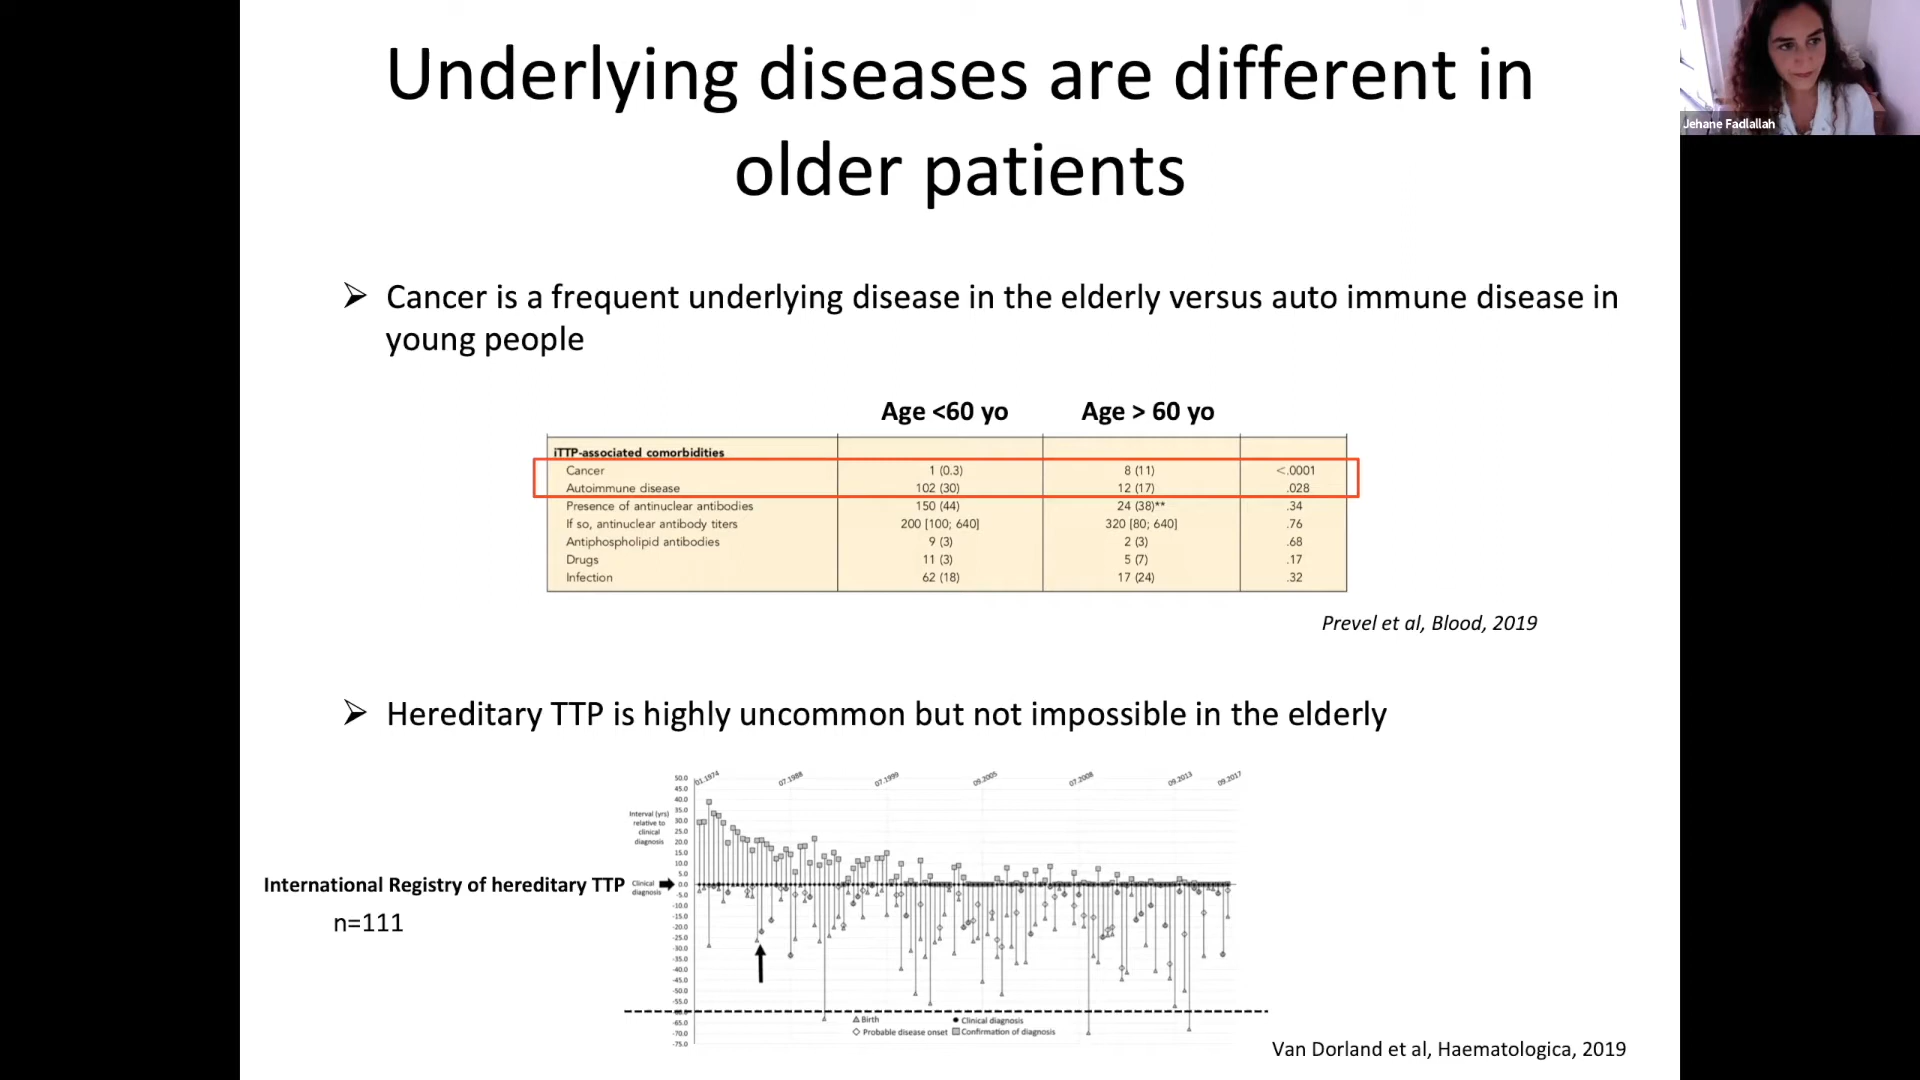 Underlying diseases are different in
older patients
Jehane Fadlallah
➢ Cancer is a frequent underlying disease in the elderly versus auto immune disease in
young people
Age <60 yo Age > 60 yo
iTTP-associated comorbidities
Cancer 1 (0.3) 8 (11) <.0001
Autoimmune disease 102 (30) 12 (17) .028
Presence of antinuclear antibodies 150 (44) 24 (38)** .34
If so, antinuclear antibody titers 200 [100; 640] 320 [80; 640] .76
Antiphospholipid antibodies 9 (3) 2 (3) .68
Drugs 11 (3) 5 (7) .17
Infection 62 (18) 17 (24) .32
Prevel et al, Blood, 2019
➢ Hereditary TTP is highly uncommon but not impossible in the elderly
01.1974 07.1988 07.1999 09.2005 07.2008 09.2013 09.2017
50.0
45.0
40.0
35.0
30.0
25.0
20.0
15.0
10.0
5.0
0.0
-5.0
-10.0
-15.0
-20.0
-25.0
-30.0
-35.0
-40.0
-45.0
-50.0
-55.0
-65.0
-70.0
-75.0
Interval (yrs)
relative to
clinical
diagnosis
Clinical
diagnosis
International Registry of hereditary TTP
n=111
Birth Clinical diagnosis
Probable disease onset Confirmation of diagnosis
Van Dorland et al, Haematologica, 2019